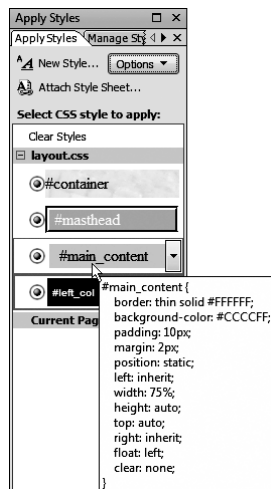 Apply Styles
Apply Styles Manage St
New Style... Options
Attach Style Sheet...
Select CSS style to apply:
Clear Styles
layout.css
#container
#masthead
#main_content
#left_col
Current Pag
#main_content {
border: thin solid #FFFFFF;
background-color: #CCCCFF;
padding: 10px;
margin: 2px;
position: static;
left: inherit;
width: 75%;
height: auto;
top: auto;
right: inherit;
float: left;
clear: none;
}